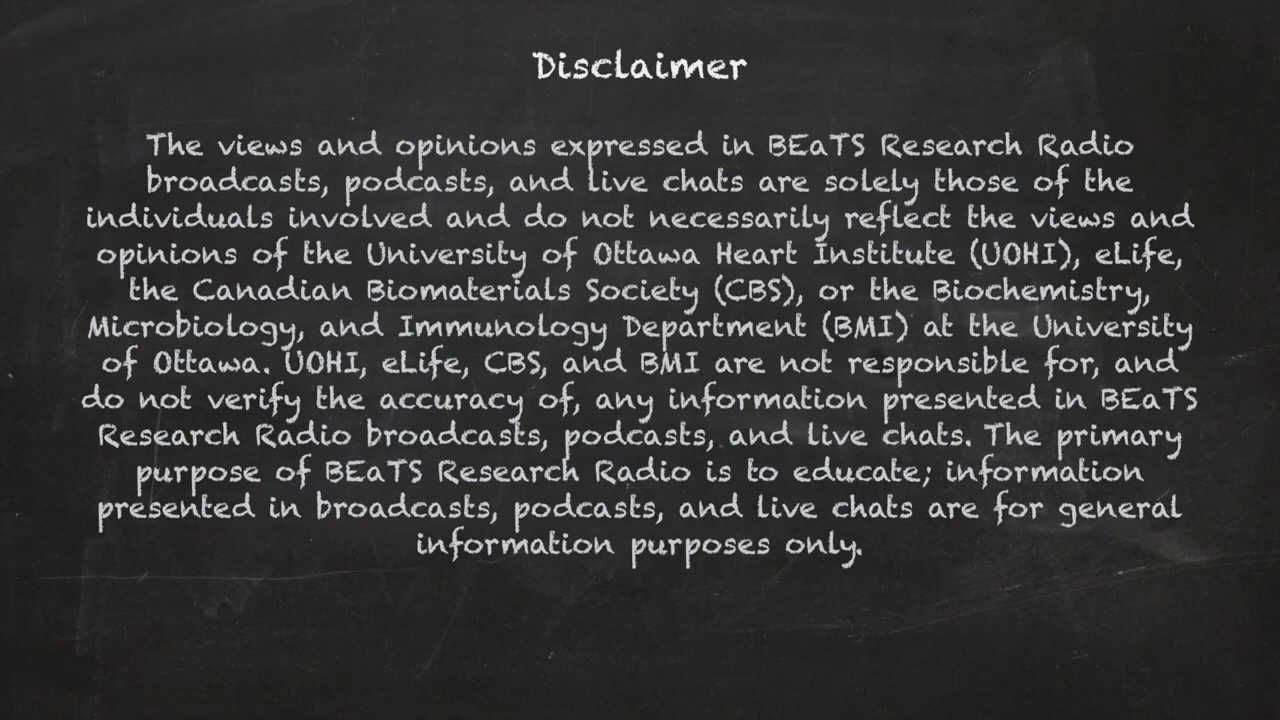 Disclaimer
The views and opinions expressed in BEaTS Research Radio
broadcasts, podcasts, and live chats are solely those of the
individuals involved and do not necessarily reflect the views and
opinions of the University of Ottawa Heart Institute (UOHI), eLife,
the Canadian Biomaterials Society (CBS), or the Biochemistry,
Microbiology, and Immunology Department (BMI) at the University
of Ottawa. UOHI, eLife, CBS, and BMI are not responsible for, and
do not verify the accuracy of, any information presented in BEaTS
Research Radio broadcasts, podcasts, and live chats. The primary
purpose of BEaTS Research Radio is to educate; information
presented in broadcasts, podcasts, and live chats are for general
information purposes only.